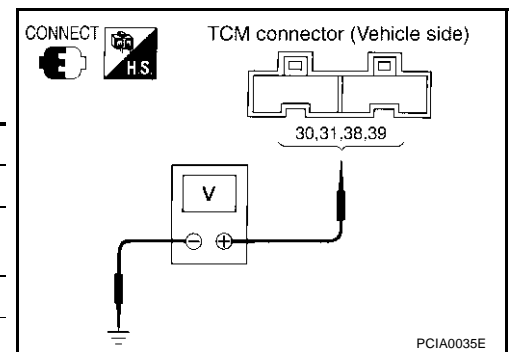 CONNECT
H.S.
TCM connector (Vehicle side)
30,31,38,39
V
PCIA0035E